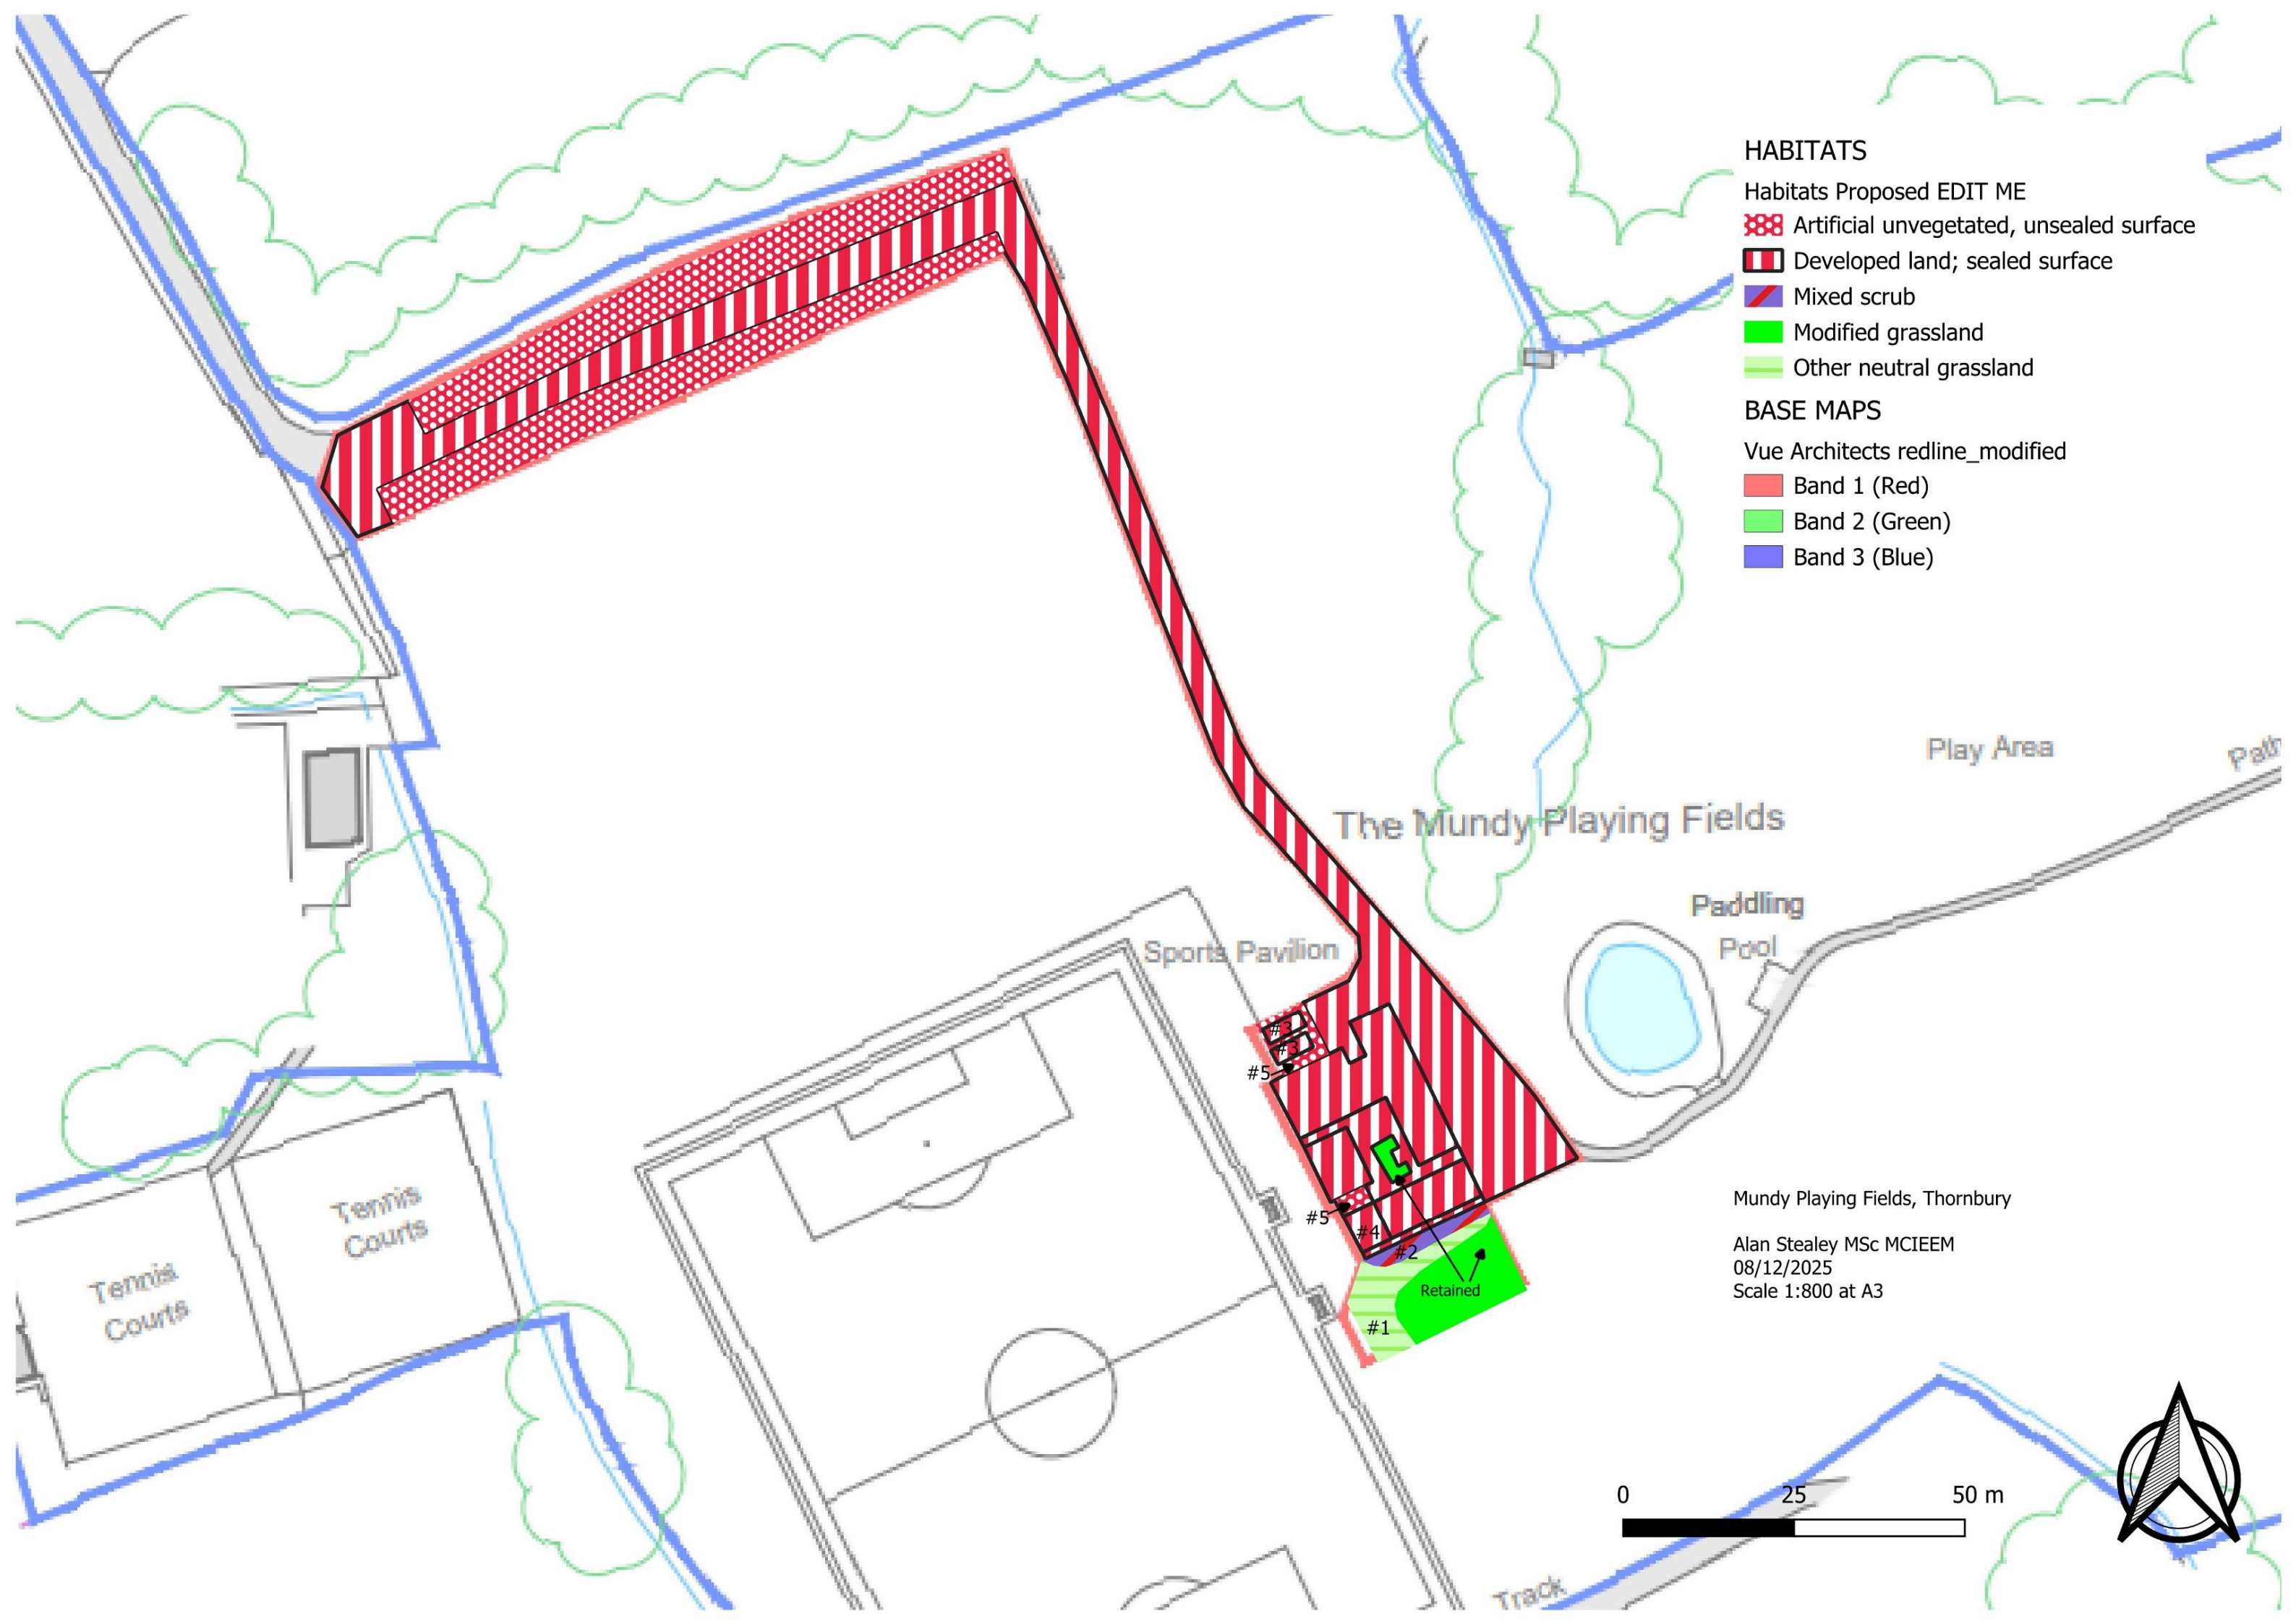 HABITATS
Habitats Proposed EDIT ME
Artificial unvegetated, unsealed surface
Developed land; sealed surface
Mixed scrub
Modified grassland
Other neutral grassland
BASE MAPS
Vue Architects redline_modified
Band 1 (Red)
Band 2 (Green)
Band 3 (Blue)
Play Area
Path
The Mundy Playing Fields
Paddling
Pool
Sports Pavilion
#3
#3
#5
#5
#4
#2
Retained
#1
Tennis
Courts
Tennis
Courts
Mundy Playing Fields, Thornbury
Alan Stealey MSc MCIEEM
08/12/2025
Scale 1:800 at A3
0 25 50 m
Track